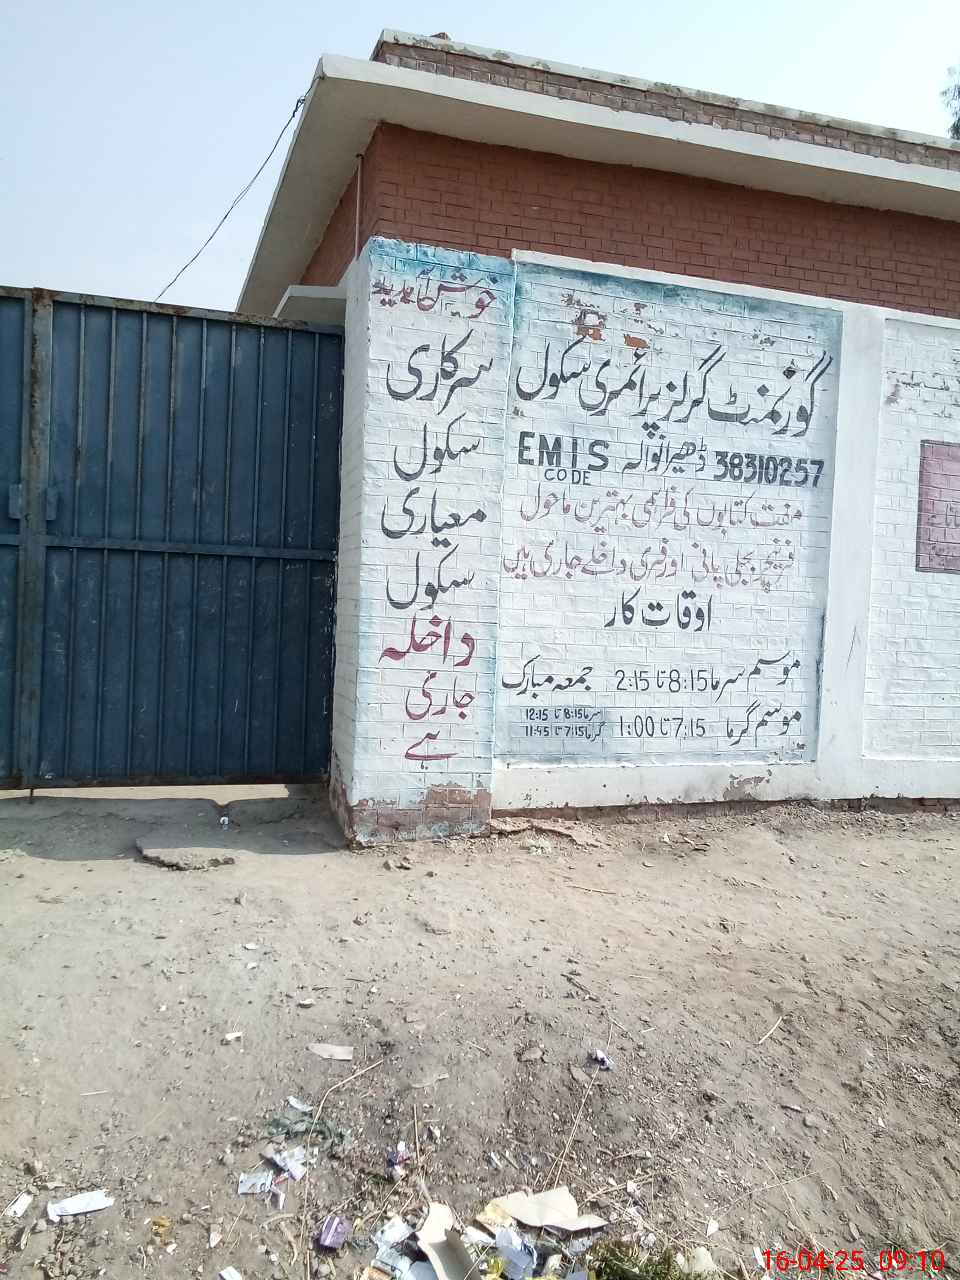 خوش آمدید
سرکاری
سکول
معیاری
سکول
داخلہ
جاری
ہے
گورنمنٹ گرلز پرائمری سکول
38310257 ڈھیرانوالہ EMIS CODE
مفت کتابوں کی فراہمی بہترین ماحول
فرنیچر بجلی پانی اور فری داخلے جاری ہیں
اوقات کار
موسم سرما 8:15 تا 2:15 جمعہ مبارک
موسم گرما 7:15 تا 1:00
سرما 8:15 تا 12:15
گرما 7:15 تا 11:45
16-04-25 09:10